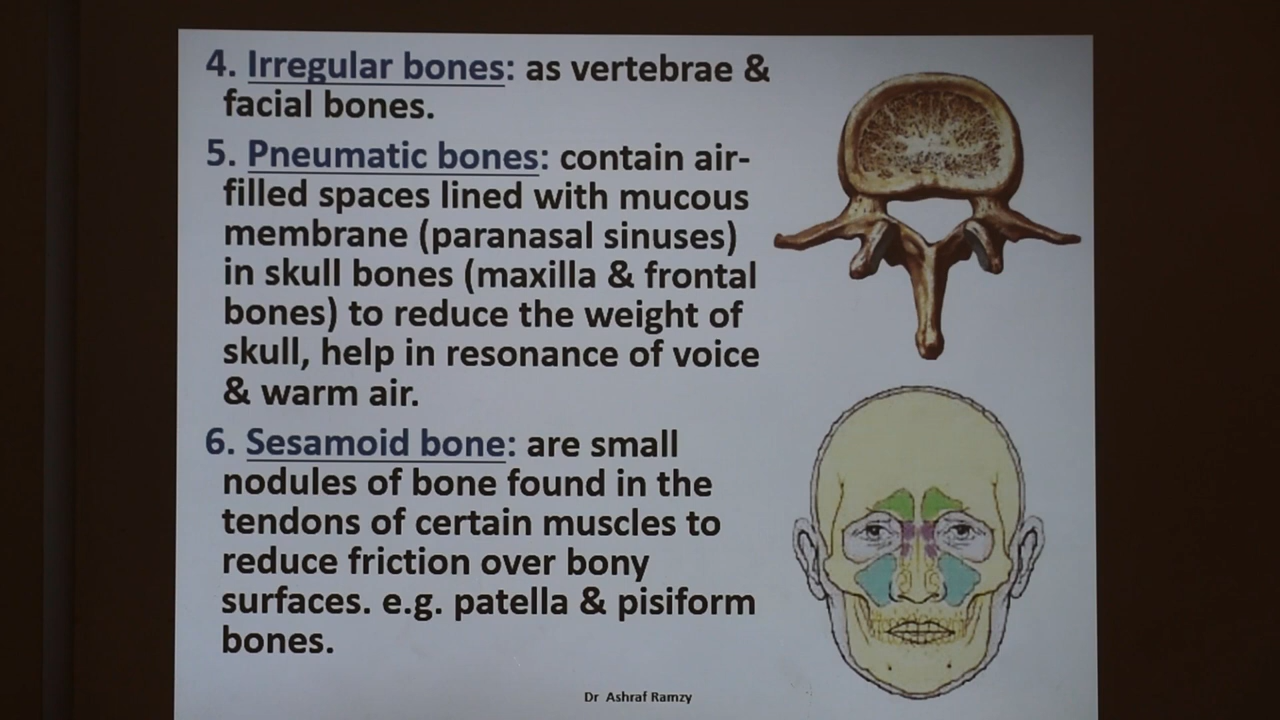 4. Irregular bones: as vertebrae &
facial bones.
5. Pneumatic bones: contain air-
filled spaces lined with mucous
membrane (paranasal sinuses)
in skull bones (maxilla & frontal
bones) to reduce the weight of
skull, help in resonance of voice
& warm air.
6. Sesamoid bone: are small
nodules of bone found in the
tendons of certain muscles to
reduce friction over bony
surfaces. e.g. patella & pisiform
bones.
Dr Ashraf Ramzy